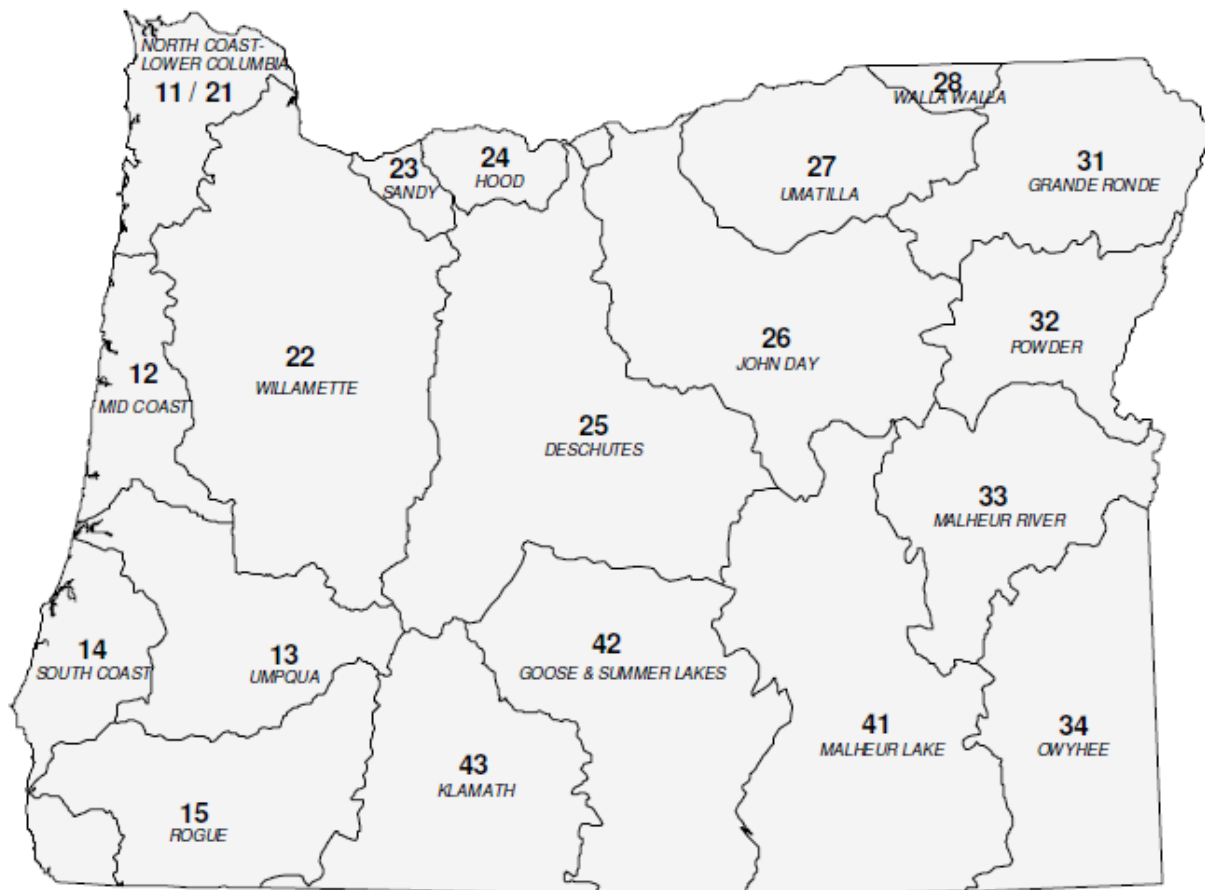 NORTH COAST-
LOWER COLUMBIA
11 / 21
28
WALLA WALLA
23
SANDY
24
HOOD
27
UMATILLA
31
GRANDE RONDE
12
MID COAST
22
WILLAMETTE
26
JOHN DAY
32
POWDER
25
DESCHUTES
33
MALHEUR RIVER
14
SOUTH COAST
13
UMPQUA
42
GOOSE & SUMMER LAKES
41
MALHEUR LAKE
34
OWYHEE
43
KLAMATH
15
ROGUE